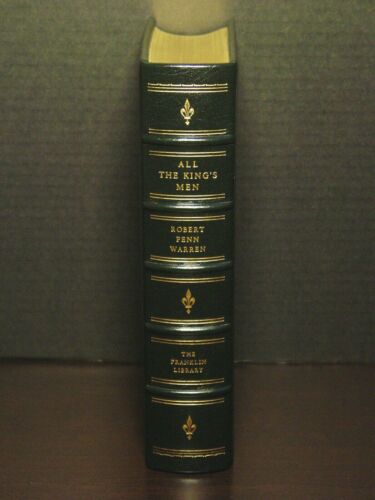 ALL
THE KING'S
MEN
ROBERT
PENN
WARREN
THE
FRANKLIN
LIBRARY